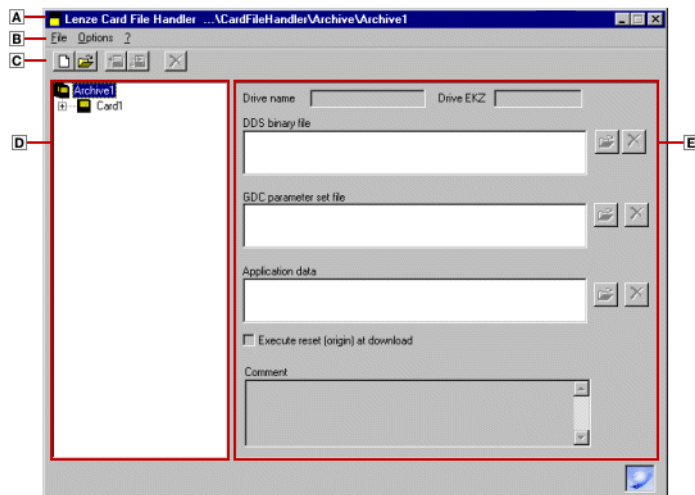 A
Lenze Card File Handler ...\CardFileHandler\Archive\Archive1
B
File Options ?
C
Archive1
Card1
D
Drive name
Drive EKZ
DDS binary file
E
GDC parameter set file
Application data
Execute reset (origin) at download
Comment